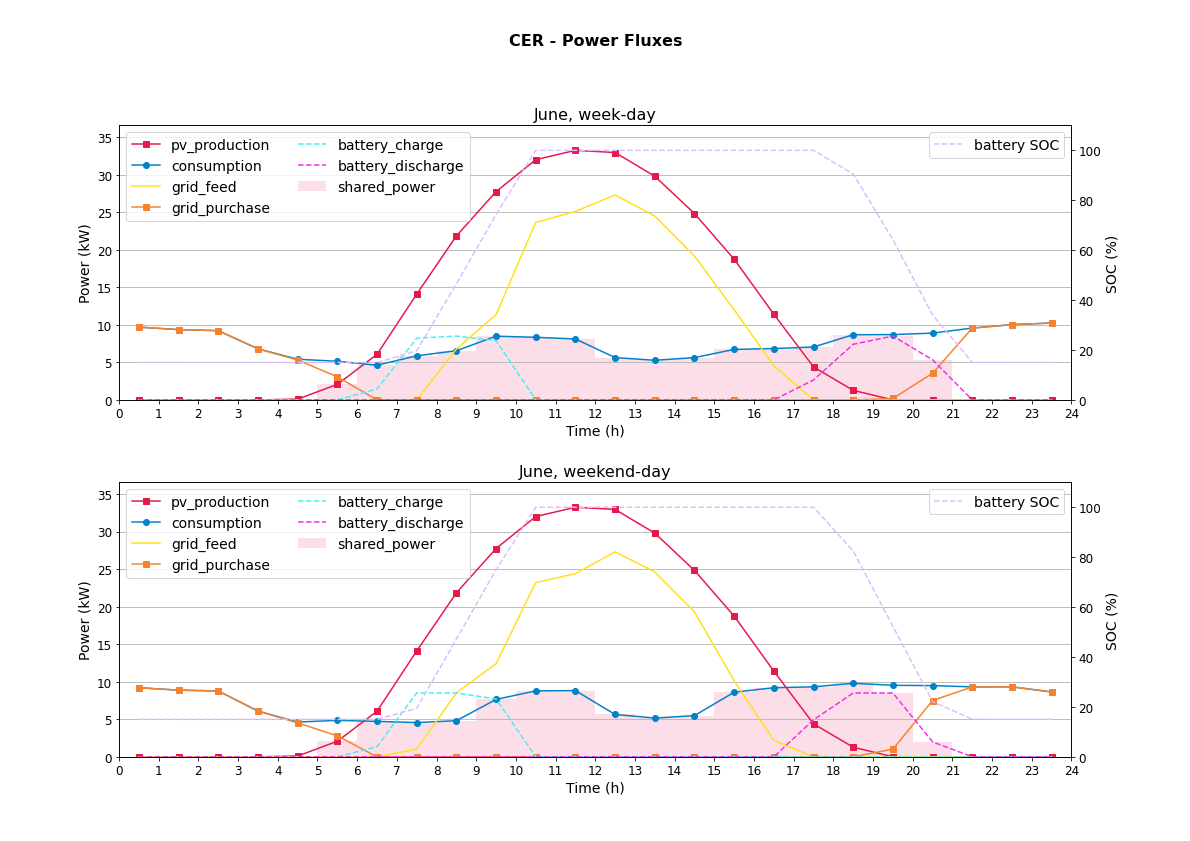 CER - Power Fluxes
June, week-day
pv_production
consumption
grid_feed
grid_purchase
battery_charge
battery_discharge
shared_power
battery SOC
Power (kW)
35
30
25
20
15
10
5
0
100
80
60
40
20
0
SOC (%)
0 1 2 3 4 5 6 7 8 9 10 11 12 13 14 15 16 17 18 19 20 21 22 23 24
Time (h)
June, weekend-day
pv_production
consumption
grid_feed
grid_purchase
battery_charge
battery_discharge
shared_power
battery SOC
Power (kW)
35
30
25
20
15
10
5
0
100
80
60
40
20
0
SOC (%)
0 1 2 3 4 5 6 7 8 9 10 11 12 13 14 15 16 17 18 19 20 21 22 23 24
Time (h)